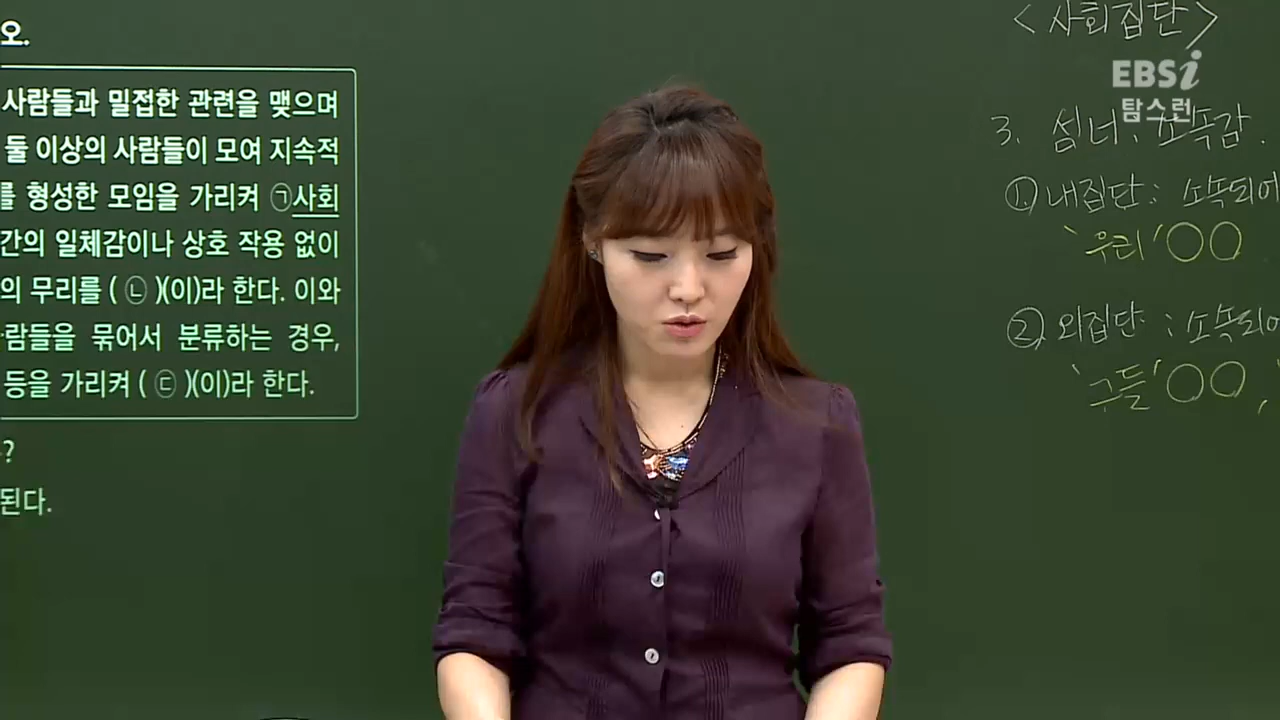 오.
사람들과 밀접한 관련을 맺으며
둘 이상의 사람들이 모여 지속적
를 형성한 모임을 가리켜 ㉠사회
간의 일체감이나 상호 작용 없이
의 무리를 ( ㉡ )(이)라 한다. 이와
람들을 묶어서 분류하는 경우,
등을 가리켜 ( ㉢ )(이)라 한다.
?
된다.
<사회집단>
EBSi
탐스런
3. 소속감.
① 내집단 : 소속되어
'우리' ○○
② 외집단 : 소속되어
'그들' ○○,